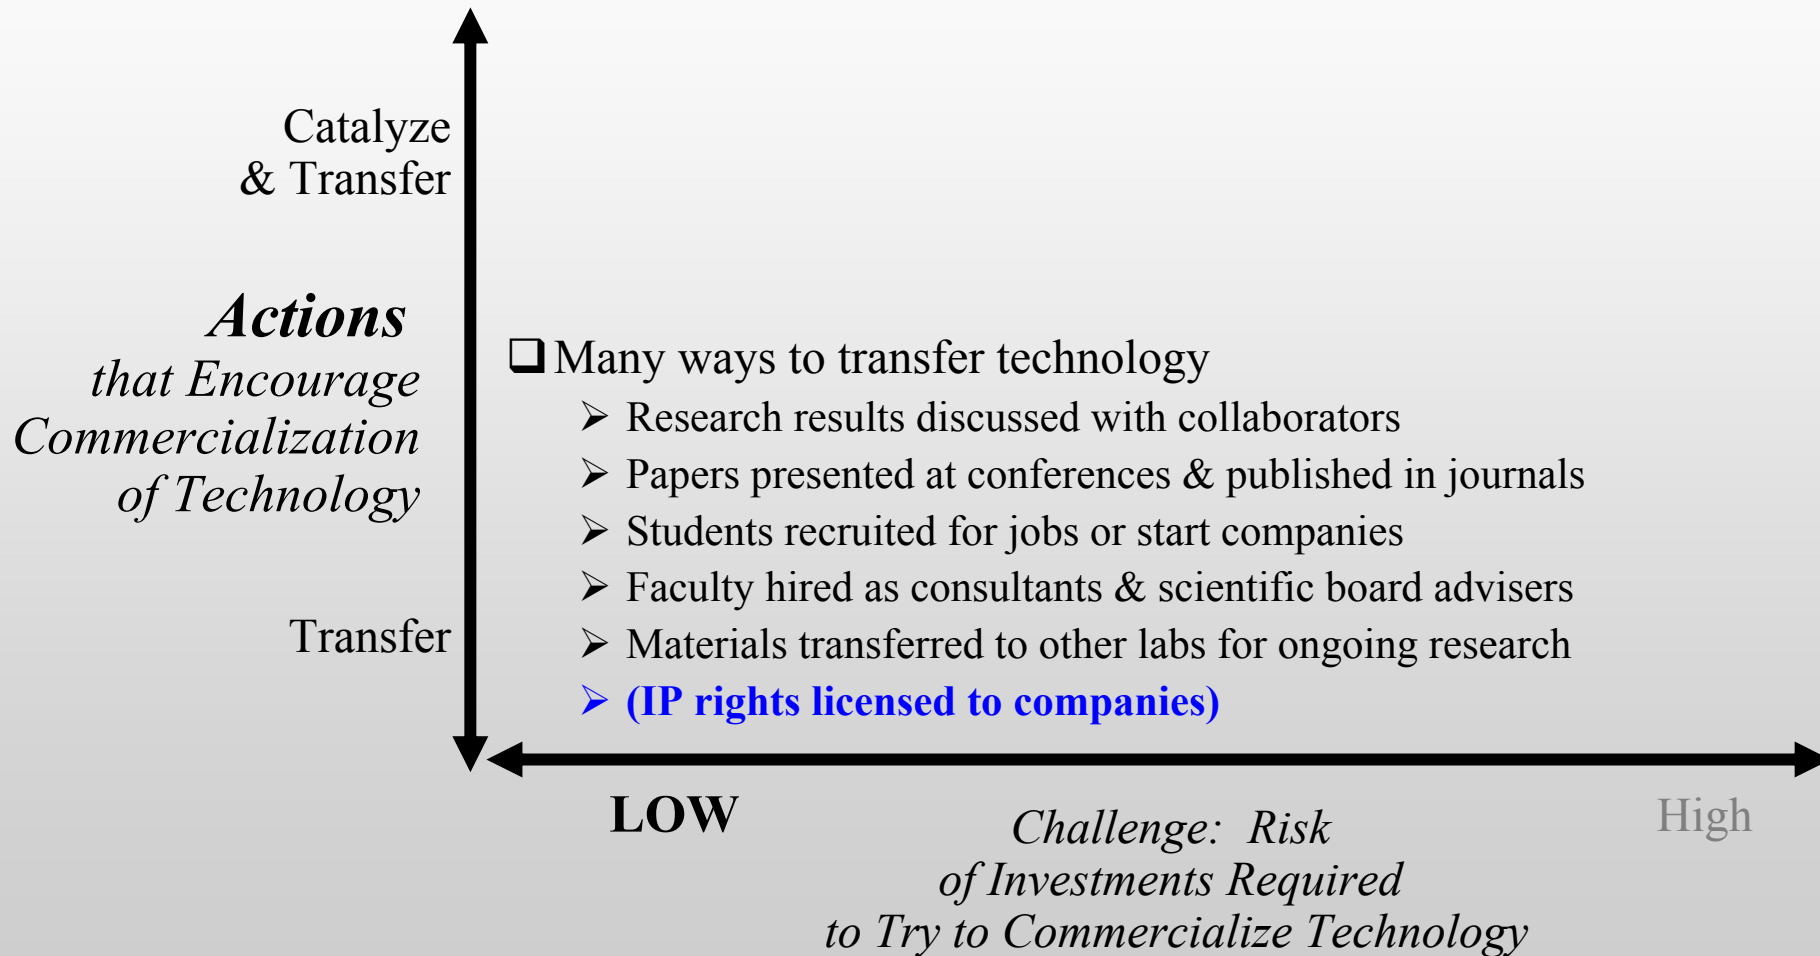 Catalyze
& Transfer
Actions
that Encourage
Commercialization
of Technology
Transfer
❑ Many ways to transfer technology
➢ Research results discussed with collaborators
➢ Papers presented at conferences & published in journals
➢ Students recruited for jobs or start companies
➢ Faculty hired as consultants & scientific board advisers
➢ Materials transferred to other labs for ongoing research
➢ (IP rights licensed to companies)
LOW
High
Challenge: Risk
of Investments Required
to Try to Commercialize Technology